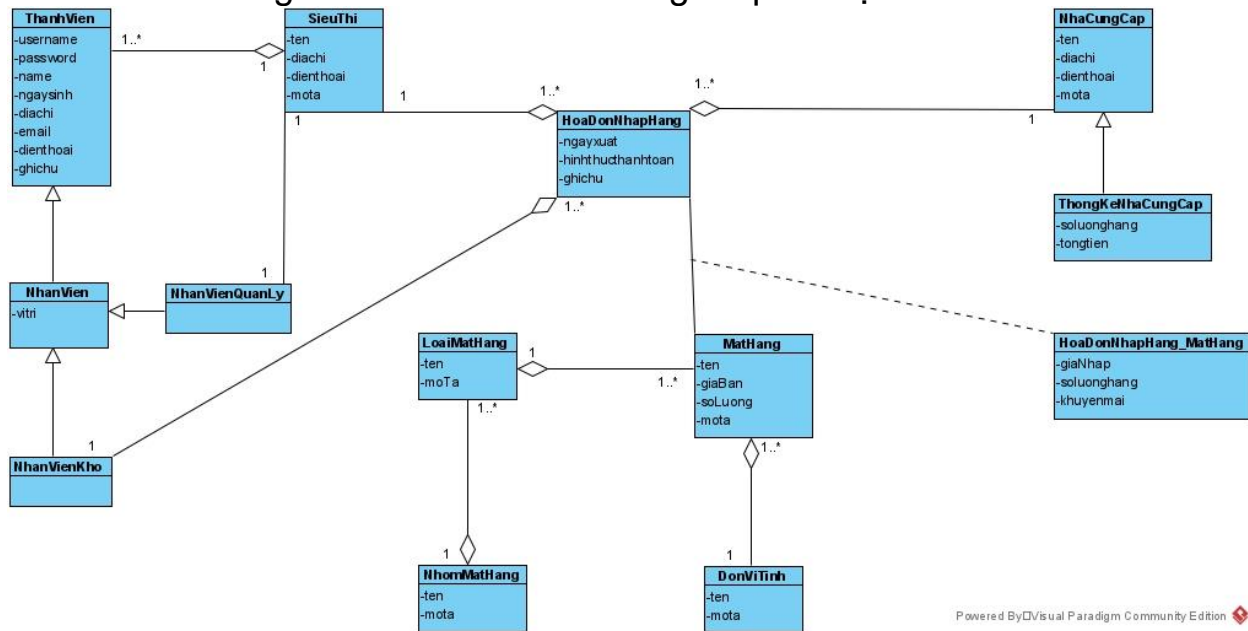 ThanhVien
-username
-password
-name
-ngaysinh
-diachi
-email
-dienthoai
-ghichu
1..*
1
SieuThi
-ten
-diachi
-dienthoai
-mota
1
1
1..*
HoaDonNhapHang
-ngayxuat
-hinhthucthanhtoan
-ghichu
1..*
1..*
1
NhaCungCap
-ten
-diachi
-dienthoai
-mota
ThongKeNhaCungCap
-soluonghang
-tongtien
NhanVien
-vitri
1
NhanVienQuanLy
LoaiMatHang
-ten
-moTa
1
1..*
1..*
MatHang
-ten
-giaBan
-soLuong
-mota
1..*
HoaDonNhapHang_MatHang
-giaNhap
-soluonghang
-khuyenmai
1
NhanVienKho
1
NhomMatHang
-ten
-mota
1
DonViTinh
-ten
-mota
Powered By Visual Paradigm Community Edition